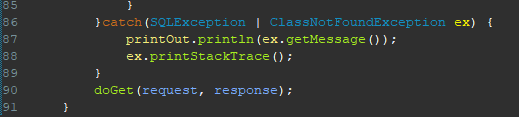 85 }
86 }catch(SQLException | ClassNotFoundException ex) {
87 printOut.println(ex.getMessage());
88 ex.printStackTrace();
89 }
90 doGet(request, response);
91 }